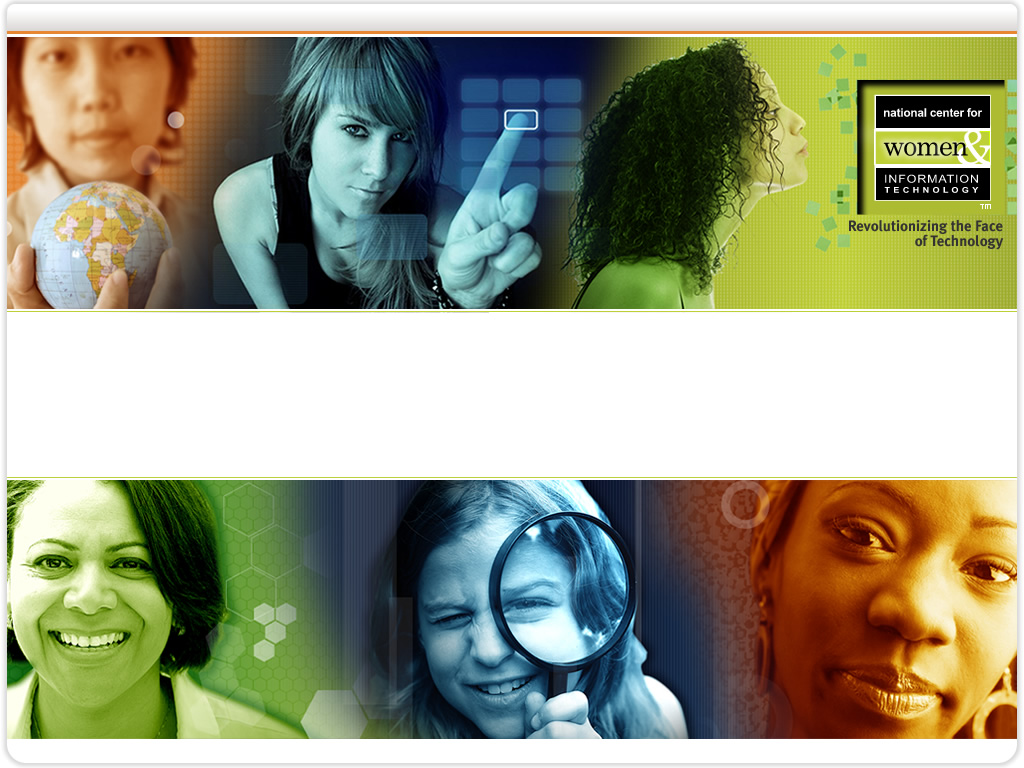 national center for
women&
INFORMATION
TECHNOLOGY
TM
Revolutionizing the Face
of Technology